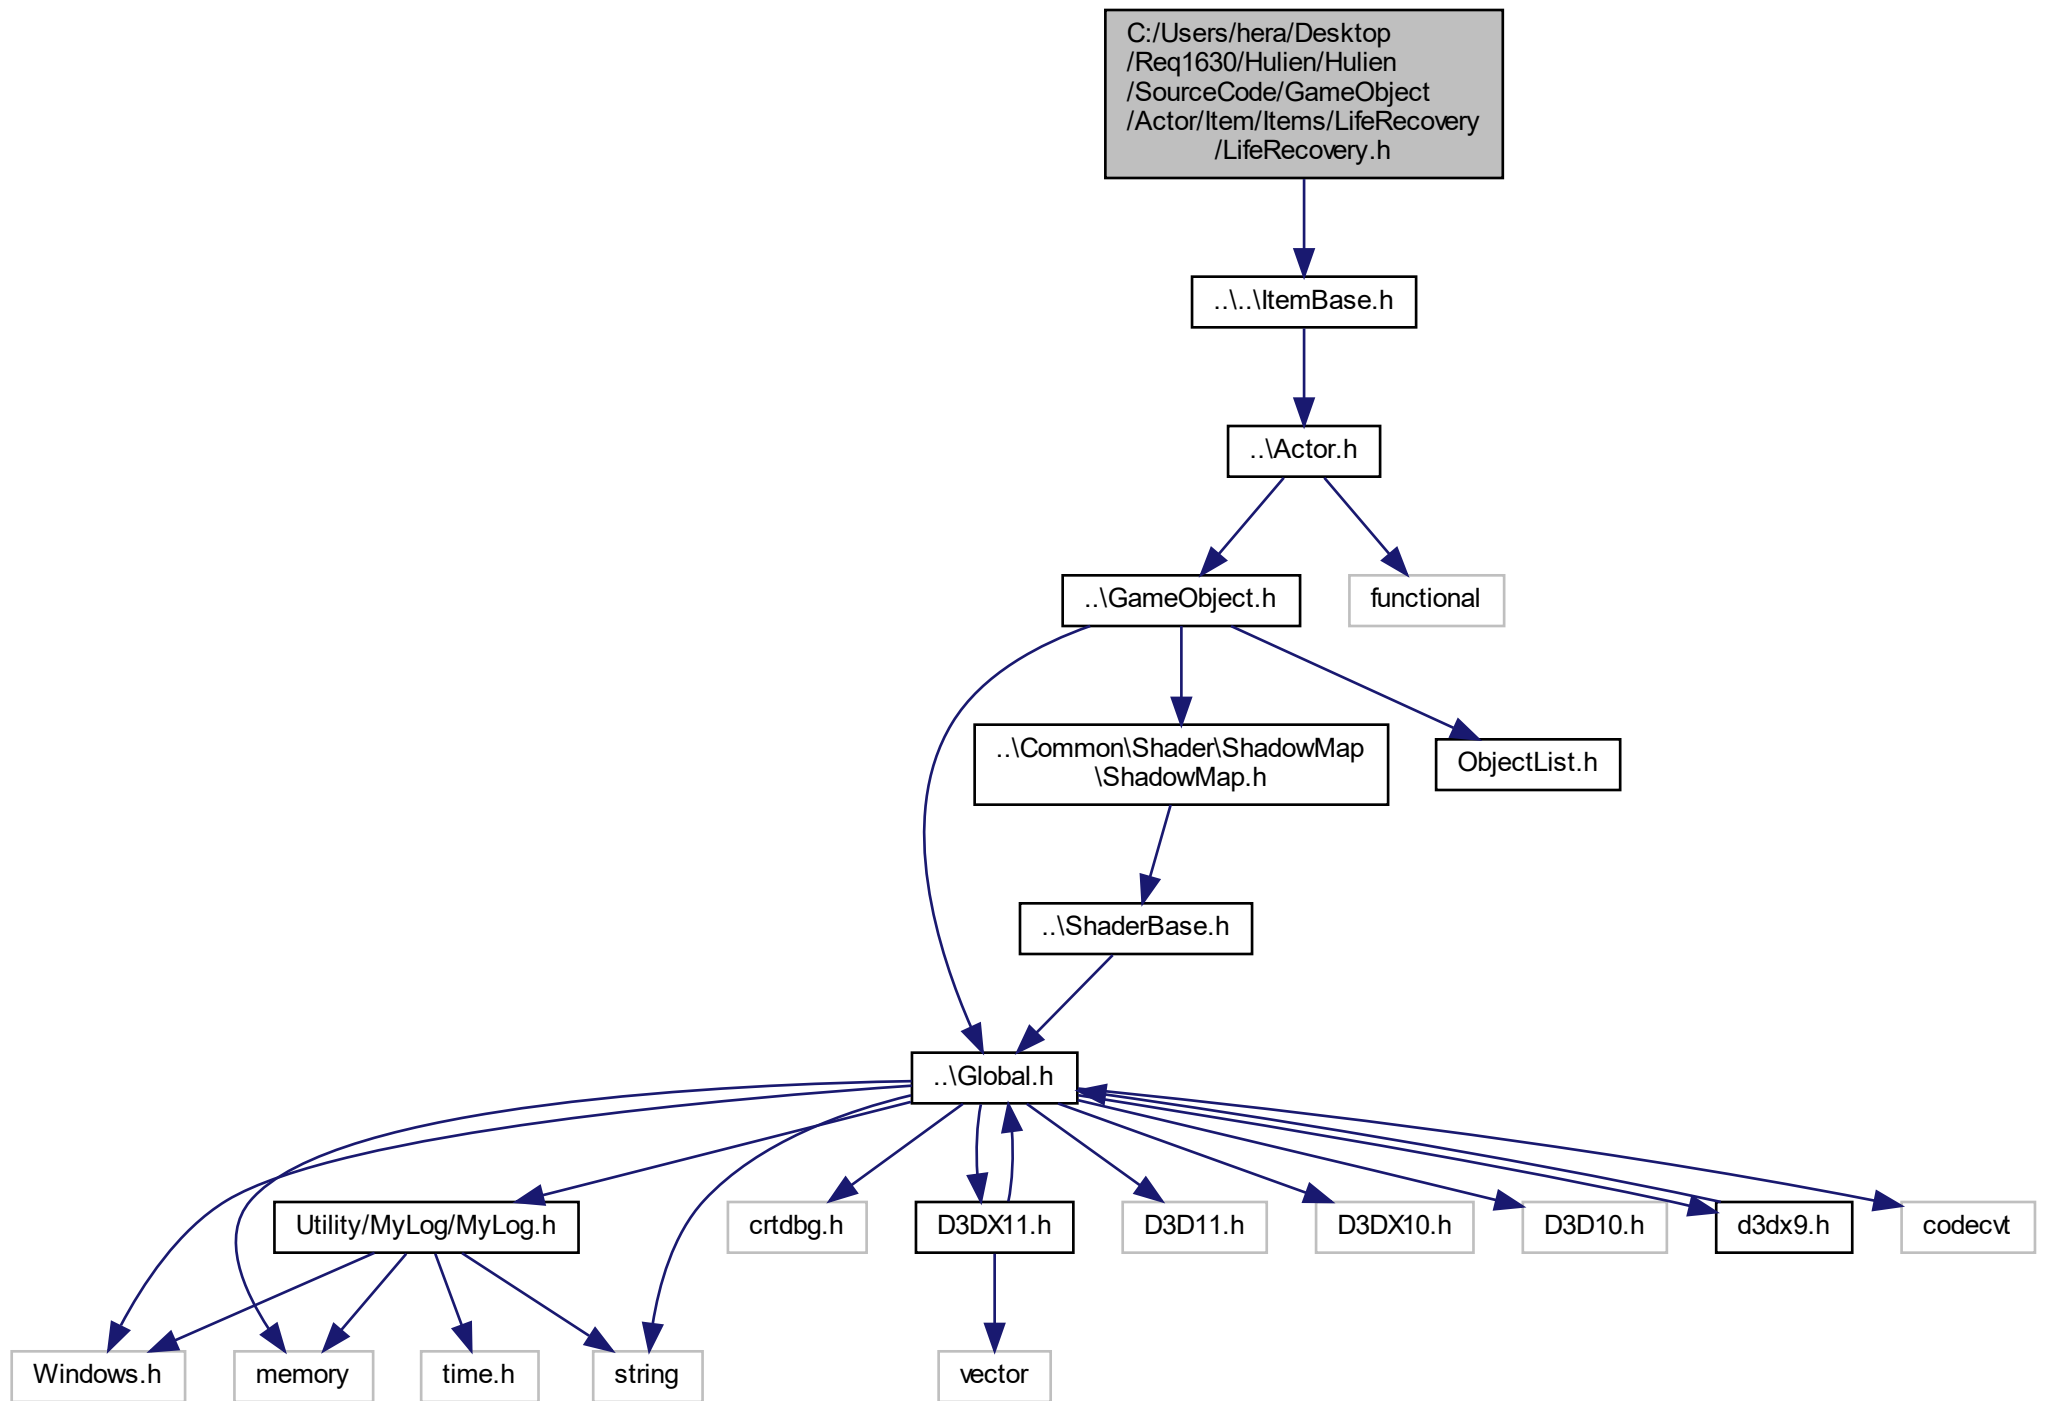 C:/Users/hera/Desktop
/Req1630/Hulien/Hulien
/SourceCode/GameObject
/Actor/Item/Items/LifeRecovery
/LifeRecovery.h
..\..\ItemBase.h
..\Actor.h
..\GameObject.h
functional
..\Common\Shader\ShadowMap
\ShadowMap.h
ObjectList.h
..\ShaderBase.h
..\Global.h
Utility/MyLog/MyLog.h
crtdbg.h
D3DX11.h
D3D11.h
D3DX10.h
D3D10.h
d3dx9.h
codecvt
Windows.h
memory
time.h
string
vector